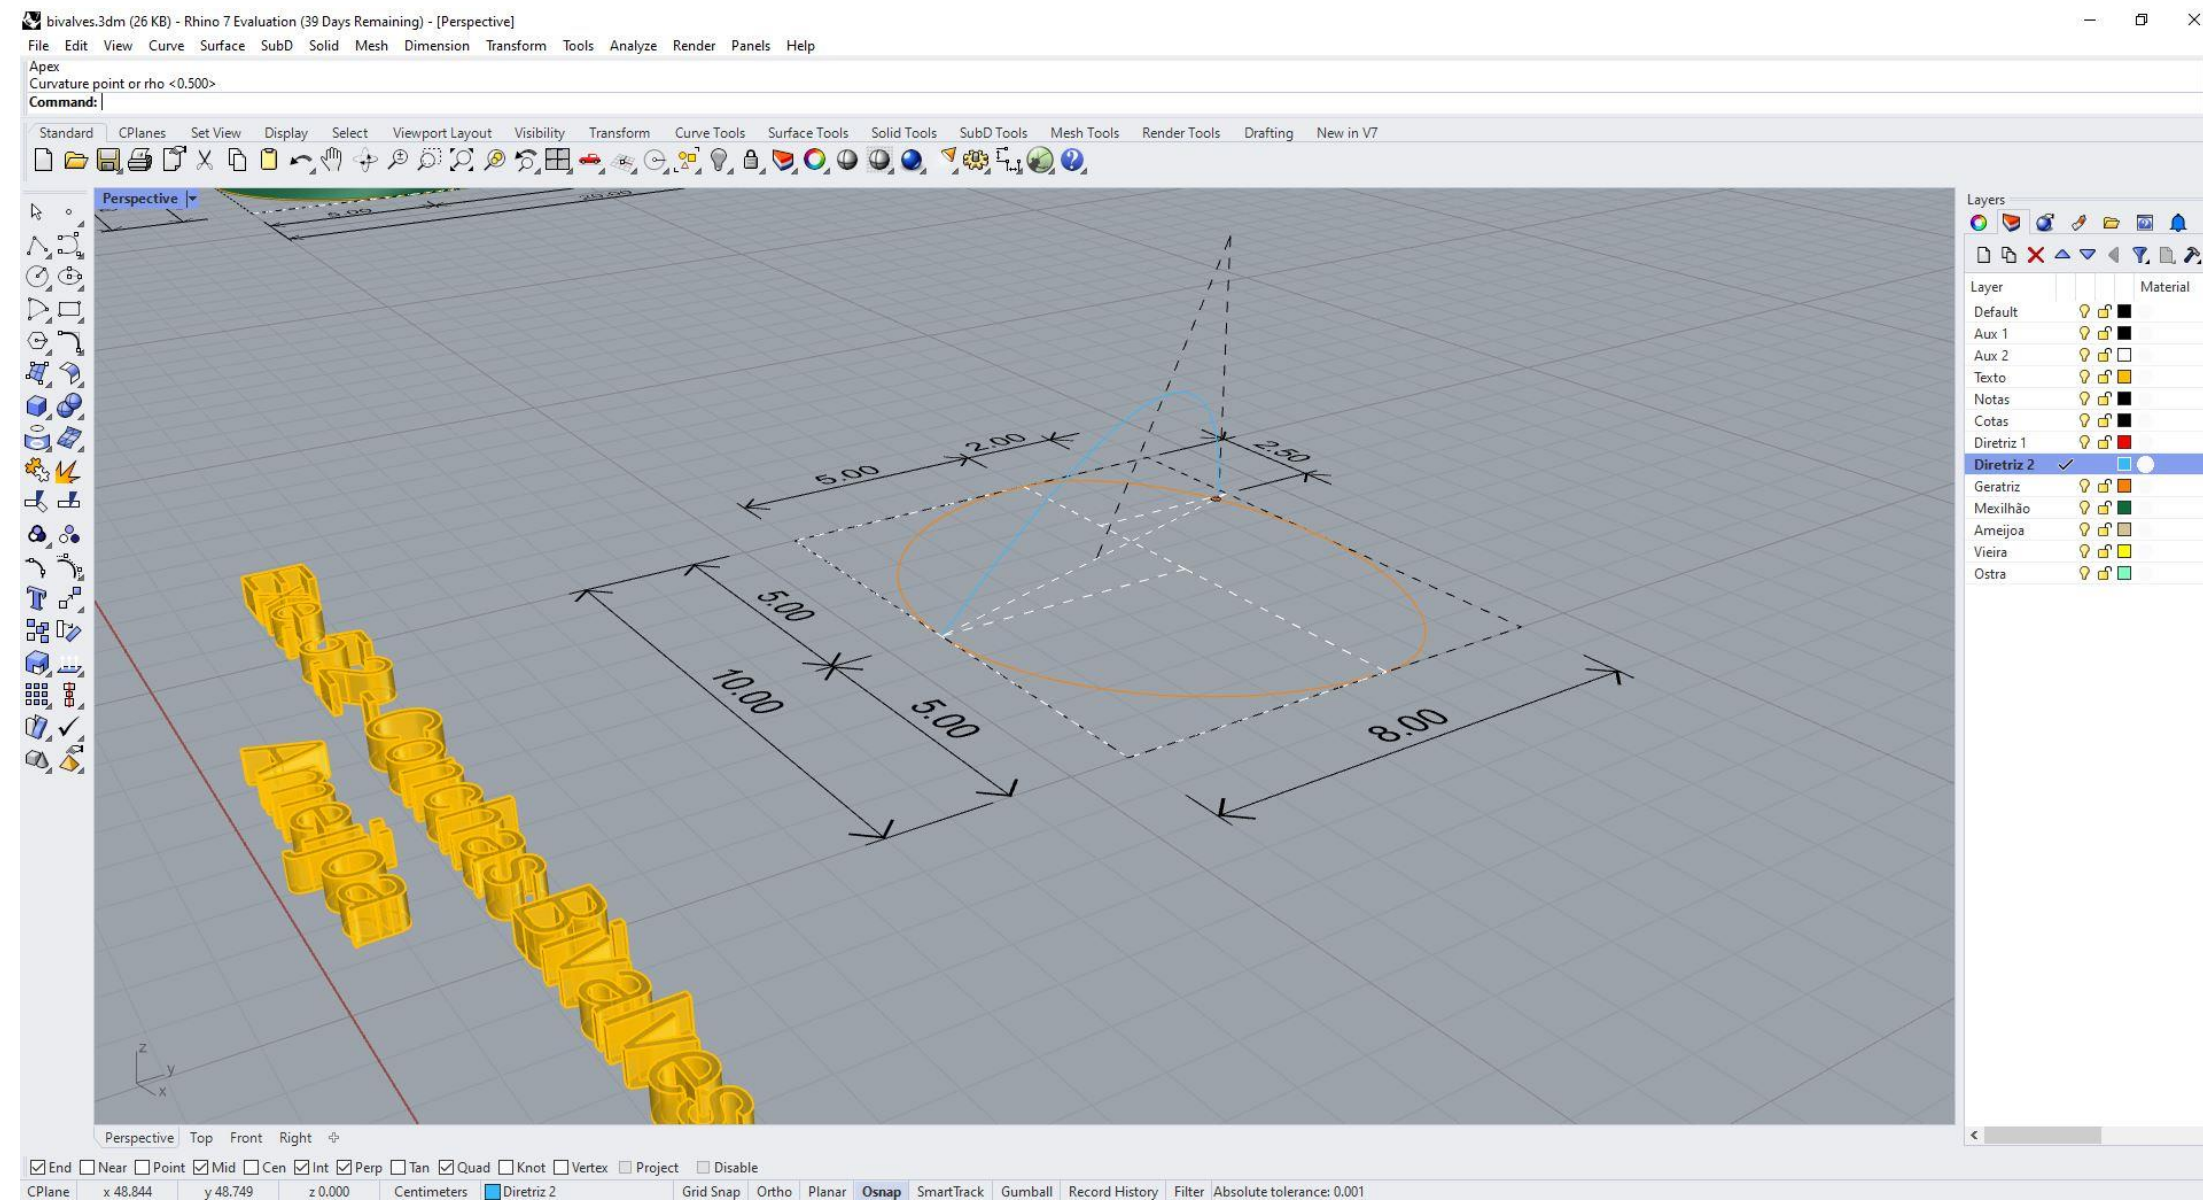 bivalves.3dm (26 KB) - Rhino 7 Evaluation (39 Days Remaining) - [Perspective]
File Edit View Curve Surface SubD Solid Mesh Dimension Transform Tools Analyze Render Panels Help
Apex
Curvature point or rho <0.500>
Command:
Standard CPlanes Set View Display Select Viewport Layout Visibility Transform Curve Tools Surface Tools Solid Tools SubD Tools Mesh Tools Render Tools Drafting New in V7
Perspective
Layers
Layer Material
Default
Aux 1
Aux 2
Texto
Notas
Cotas
Diretriz 1
Diretriz 2
Geratriz
Mexilhão
Ameijoa
Vieira
Ostra
2.00
2.50
5.00
5.00
10.00
5.00
8.00
Conchas Bivalves
Ameijoa
z
y
x
Perspective Top Front Right
End Near Point Mid Cen Int Perp Tan Quad Knot Vertex Project Disable
CPlane x 48.844 y 48.749 z 0.000 Centimeters Diretriz 2 Grid Snap Ortho Planar Osnap SmartTrack Gumball Record History Filter Absolute tolerance: 0.001